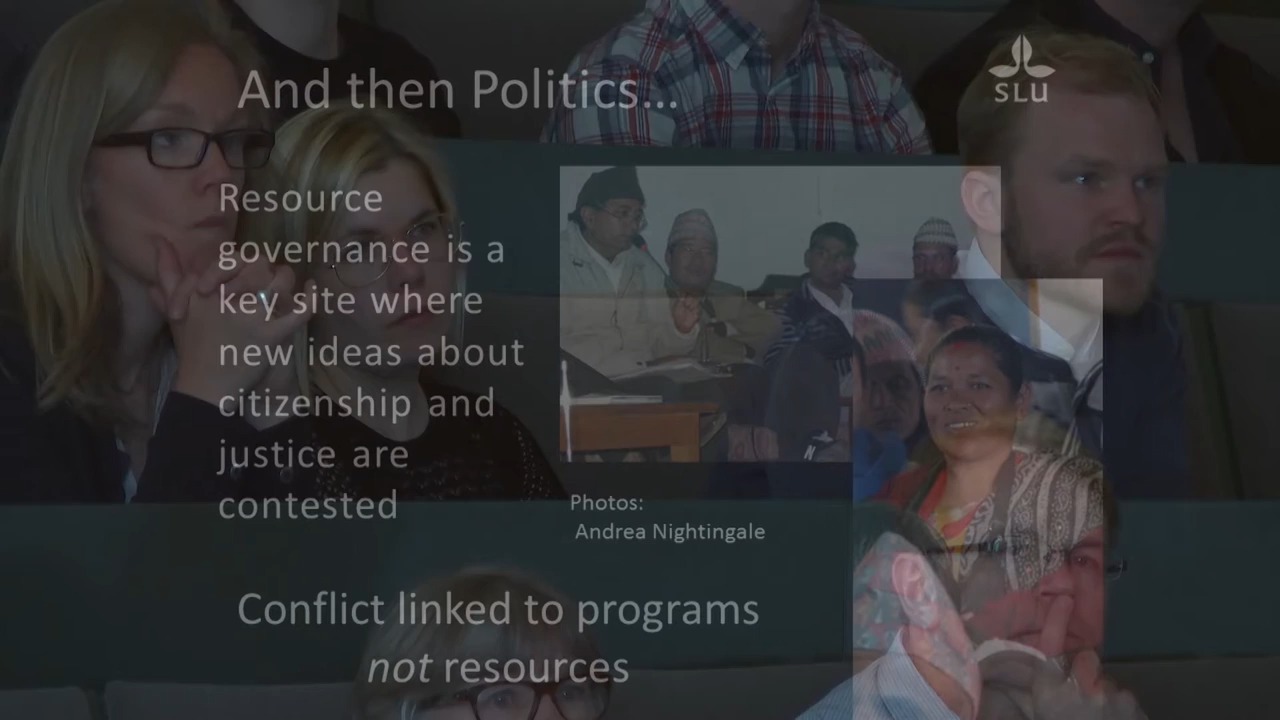 And then Politics...
SLU
Resource
governance is a
key site where
new ideas about
citizenship and
justice are
contested
Photos:
Andrea Nightingale
Conflict linked to programs
not resources